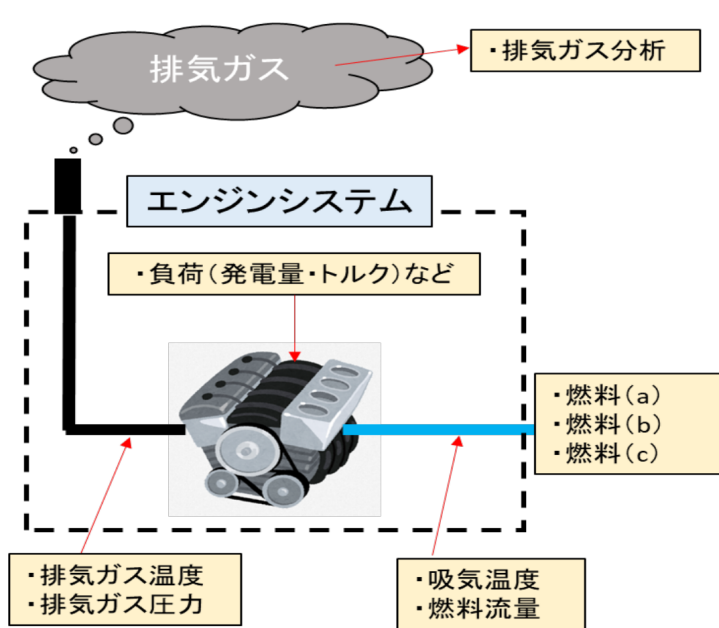 排気ガス
・排気ガス分析
エンジンシステム
・負荷(発電量・トルク)など
・燃料(a)
・燃料(b)
・燃料(c)
・排気ガス温度
・排気ガス圧力
・吸気温度
・燃料流量